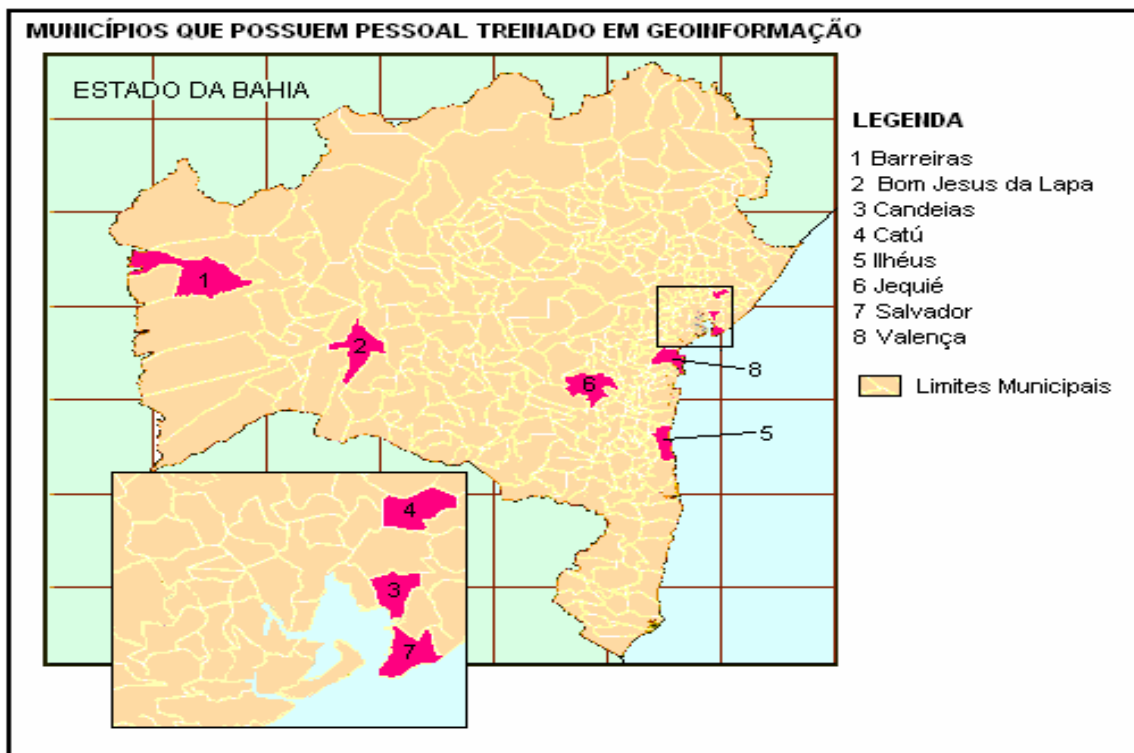 MUNICÍPIOS QUE POSSUEM PESSOAL TREINADO EM GEOINFORMAÇÃO
ESTADO DA BAHIA
LEGENDA
1 Barreiras
2 Bom Jesus da Lapa
3 Candeias
4 Catú
5 Ilhéus
6 Jequié
7 Salvador
8 Valença
Limites Municipais
1
2
6
8
5
4
3
7